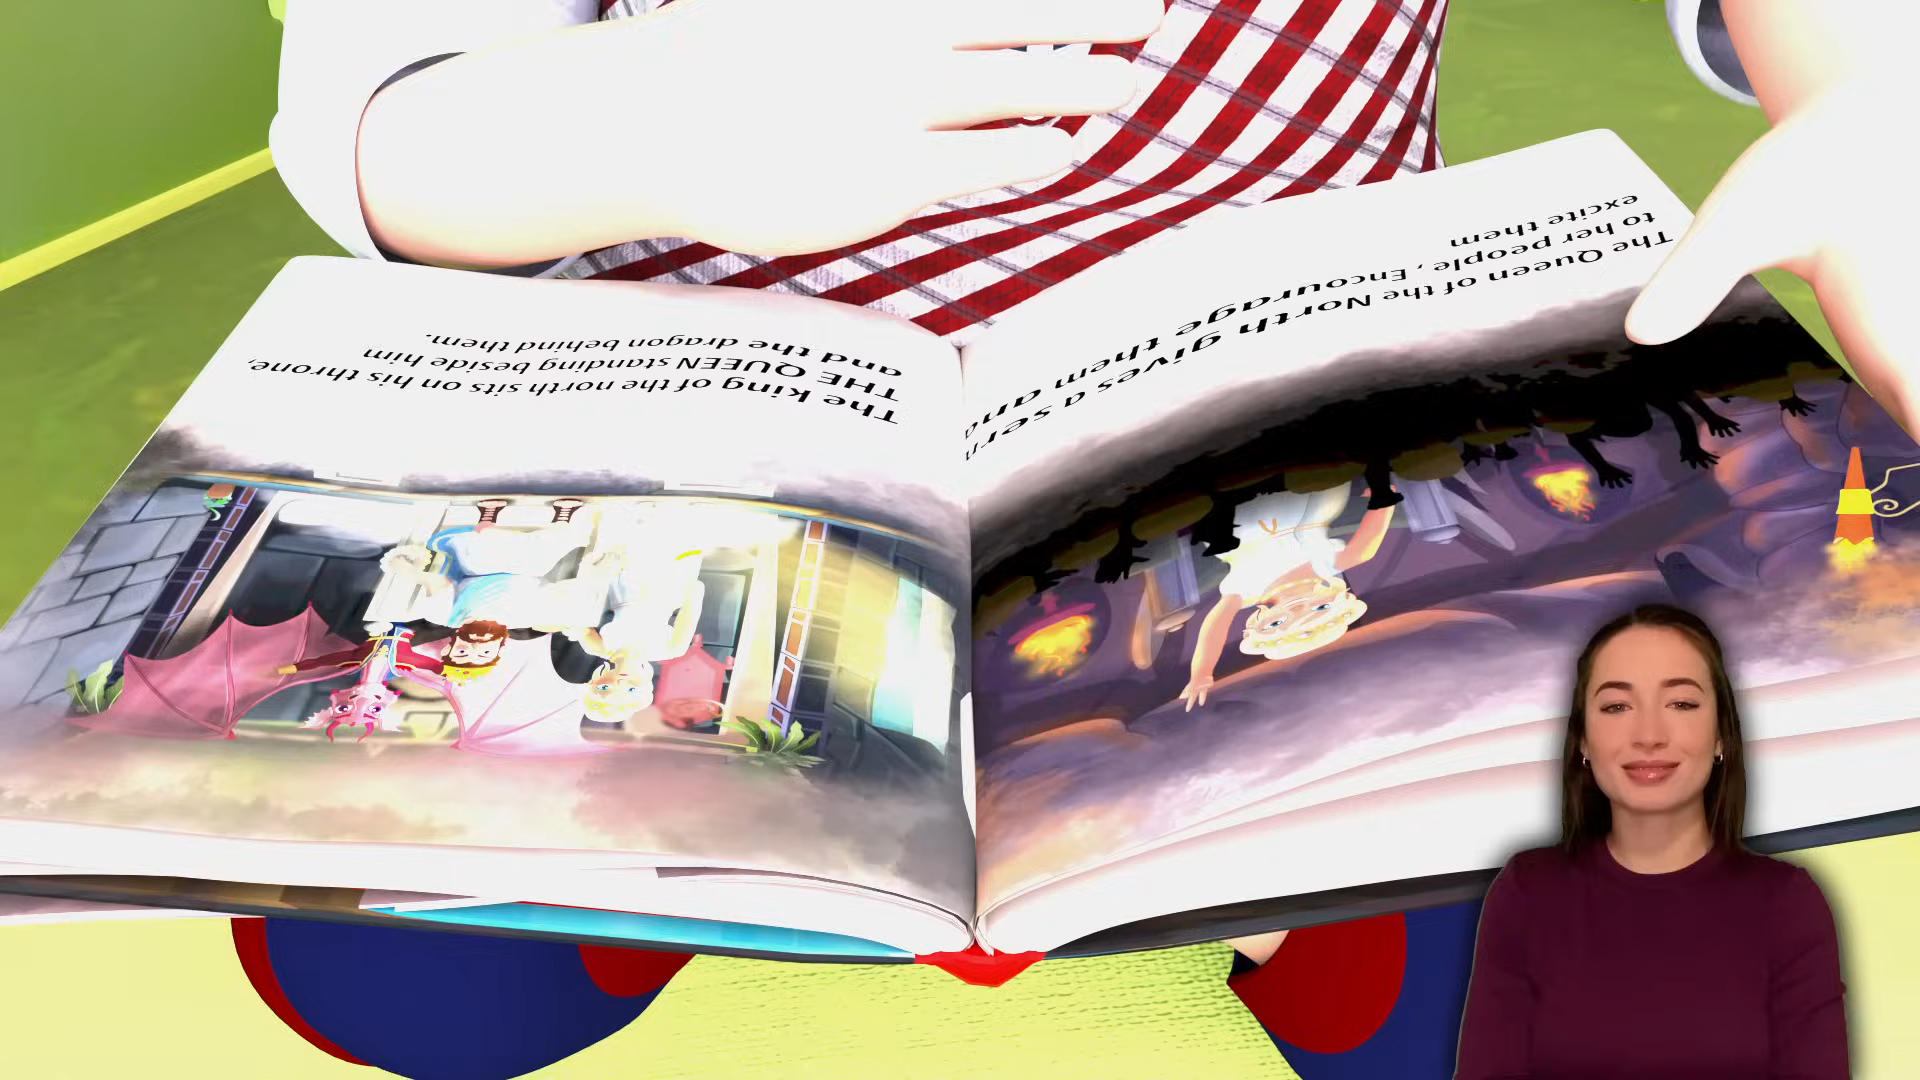 The king of the north sits on his throne,
THE QUEEN standing beside him
and the dragon behind them.
The Queen of the North gives a
to her people, Encourage them and
excite them